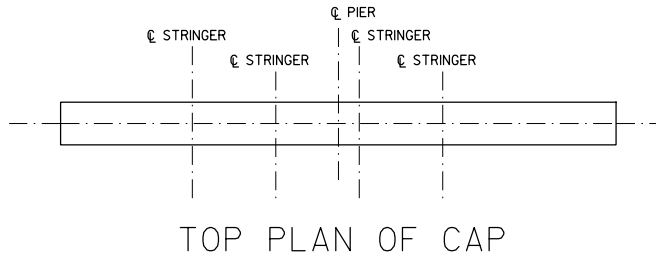 ℄ PIER
℄ STRINGER
℄ STRINGER
℄ STRINGER
℄ STRINGER
TOP PLAN OF CAP